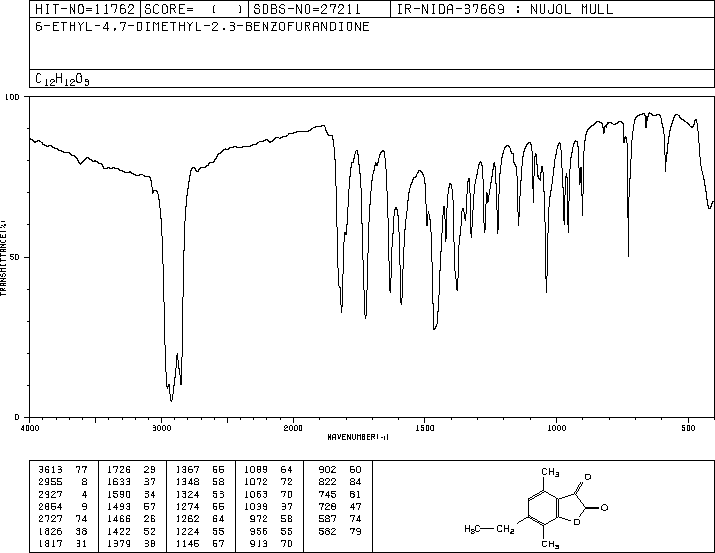 HIT-NO=11762 SCORE= ( ) SDBS-NO=27211 IR-NIDA-37669 : NUJOL MULL
6-ETHYL-4,7-DIMETHYL-2,3-BENZOFURANDIONE
C12H12O3
100
50
0
TRANSMITTANCE(%)
4000 3000 2000 1500 1000 500
WAVENUMBER(-1)
3613 77 1726 29 1367 66 1089 64 902 60
2955 8 1633 37 1348 58 1072 72 822 84
2927 4 1590 34 1324 53 1063 70 745 81
2854 9 1493 57 1274 55 1039 37 728 47
2727 74 1466 26 1262 64 972 58 587 74
1826 38 1422 52 1224 55 956 55 582 79
1817 31 1379 38 1146 57 913 70
CH3
O
O
O
H3C CH2
CH3